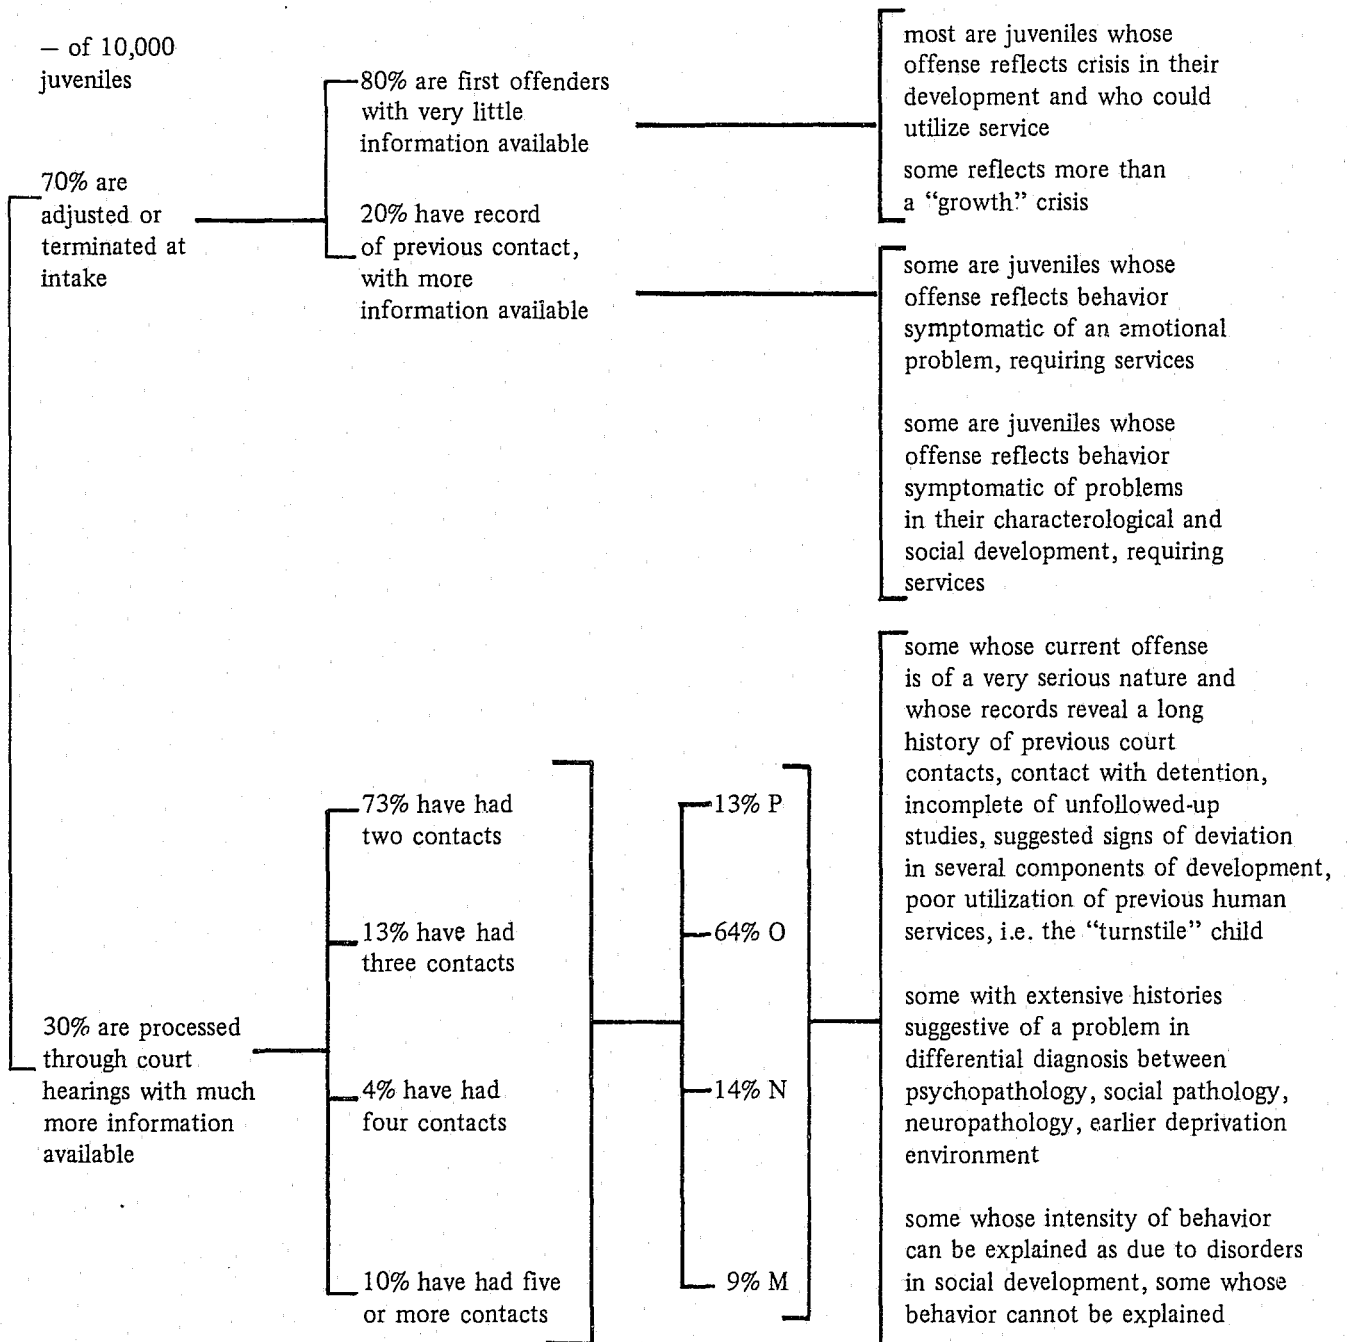 — of 10,000
juveniles
70% are
adjusted or
terminated at
intake
80% are first offenders
with very little
information available
20% have record
of previous contact,
with more
information available
most are juveniles whose
offense reflects crisis in their
development and who could
utilize service
some reflects more than
a “growth” crisis
some are juveniles whose
offense reflects behavior
symptomatic of an emotional
problem, requiring services
some are juveniles whose
offense reflects behavior
symptomatic of problems
in their characterological and
social development, requiring
services
30% are processed
through court
hearings with much
more information
available
73% have had
two contacts
13% have had
three contacts
4% have had
four contacts
10% have had five
or more contacts
13% P
64% O
14% N
9% M
some whose current offense
is of a very serious nature and
whose records reveal a long
history of previous court
contacts, contact with detention,
incomplete of unfollowed-up
studies, suggested signs of deviation
in several components of development,
poor utilization of previous human
services, i.e. the “turnstile” child
some with extensive histories
suggestive of a problem in
differential diagnosis between
psychopathology, social pathology,
neuropathology, earlier deprivation
environment
some whose intensity of behavior
can be explained as due to disorders
in social development, some whose
behavior cannot be explained